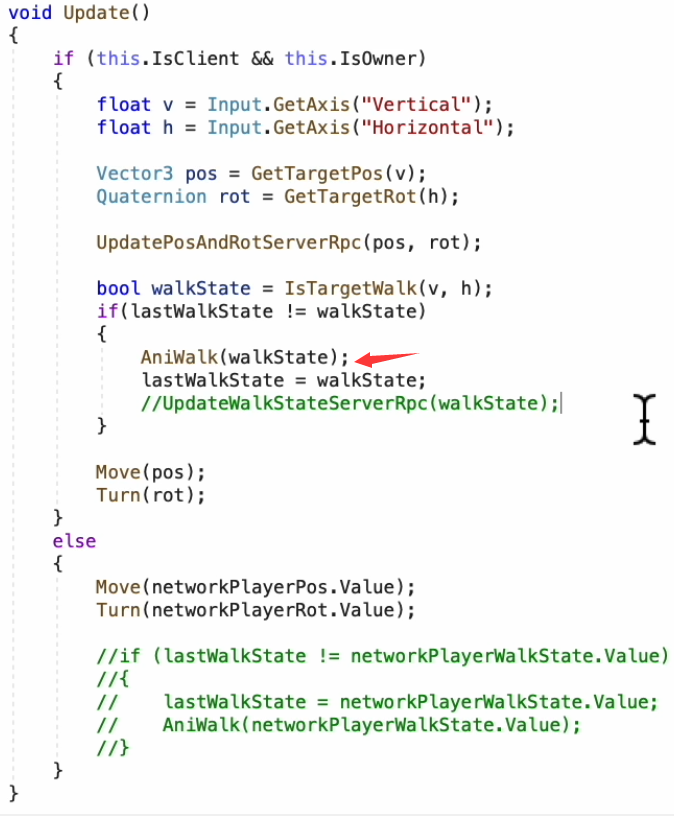 void Update()
{
    if (this.IsClient && this.IsOwner)
    {
        float v = Input.GetAxis("Vertical");
        float h = Input.GetAxis("Horizontal");

        Vector3 pos = GetTargetPos(v);
        Quaternion rot = GetTargetRot(h);

        UpdatePosAndRotServerRpc(pos, rot);

        bool walkState = IsTargetWalk(v, h);
        if(lastWalkState != walkState)
        {
            AniWalk(walkState);
            lastWalkState = walkState;
            //UpdateWalkStateServerRpc(walkState);
        }

        Move(pos);
        Turn(rot);
    }
    else
    {
        Move(networkPlayerPos.Value);
        Turn(networkPlayerRot.Value);

        //if (lastWalkState != networkPlayerWalkState.Value)
        //{
        //    lastWalkState = networkPlayerWalkState.Value;
        //    AniWalk(networkPlayerWalkState.Value);
        //}
    }
}